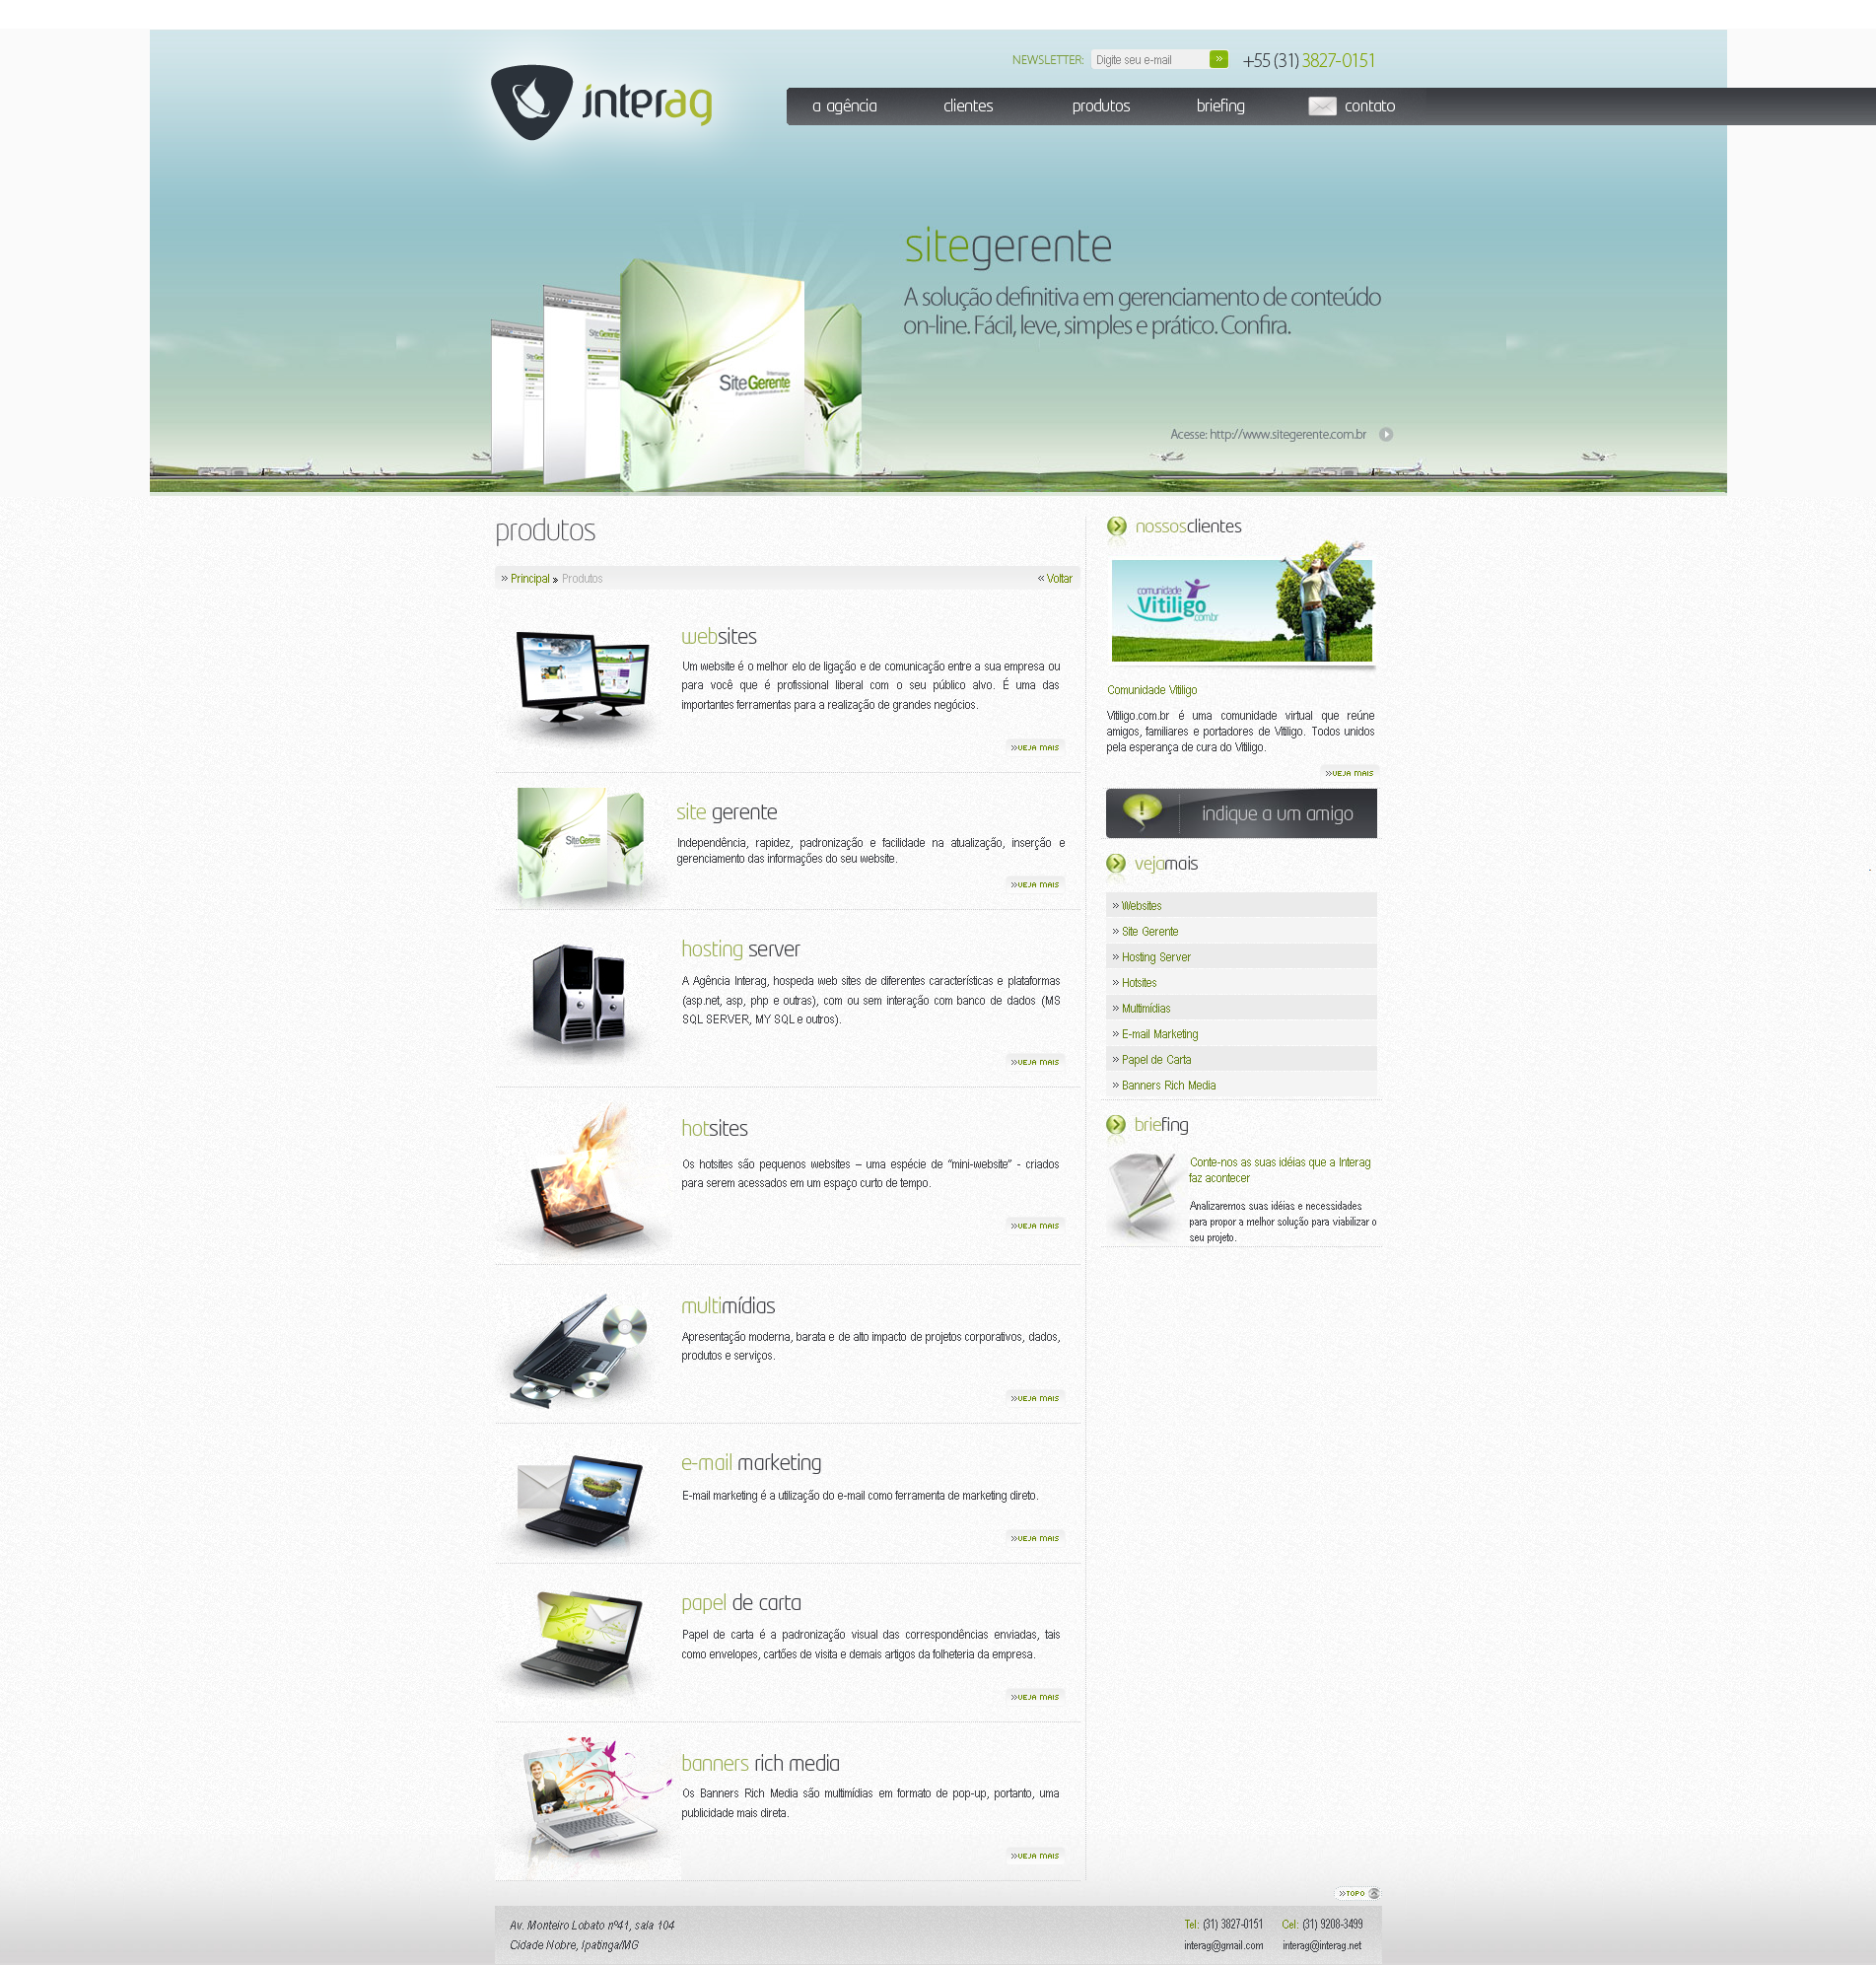 NEWSLETTER: Digite seu e-mail » +55 (31) 3827-0151
interag
a agência clientes produtos briefing contato
sitegerente
A solução definitiva em gerenciamento de conteúdo
on-line. Fácil, leve, simples e prático. Confira.
SiteGerente
SiteGerente
SiteGerente
Acesse: http://www.sitegerente.com.br
produtos
» Principal » Produtos
« Voltar
websites
Um website é o melhor elo de ligação e de comunicação entre a sua empresa ou
para você que é profissional liberal com o seu público alvo. É uma das
importantes ferramentas para a realização de grandes negócios.
»VEJA MAIS
site gerente
SiteGerente
Independência, rapidez, padronização e facilidade na atualização, inserção e
gerenciamento das informações do seu website.
»VEJA MAIS
hosting server
A Agência Interag, hospeda web sites de diferentes características e plataformas
(asp.net, asp, php e outras), com ou sem interação com banco de dados (MS
SQL SERVER, MY SQL e outros).
»VEJA MAIS
hotsites
Os hotsites são pequenos websites – uma espécie de “mini-website” - criados
para serem acessados em um espaço curto de tempo.
»VEJA MAIS
multimídias
Apresentação moderna, barata e de alto impacto de projetos corporativos, dados,
produtos e serviços.
»VEJA MAIS
e-mail marketing
E-mail marketing é a utilização do e-mail como ferramenta de marketing direto.
»VEJA MAIS
papel de carta
Papel de carta é a padronização visual das correspondências enviadas, tais
como envelopes, cartões de visita e demais artigos da folheteria da empresa.
»VEJA MAIS
banners rich media
Os Banners Rich Media são multimídias em formato de pop-up, portanto, uma
publicidade mais direta.
»VEJA MAIS
nossosclientes
comunidade
Vitiligo
.com.br
Comunidade Vitiligo
Vitiligo.com.br é uma comunidade virtual que reúne
amigos, familiares e portadores de Vitiligo. Todos unidos
pela esperança de cura do Vitiligo.
»VEJA MAIS
indique a um amigo
vejamais
» Websites
» Site Gerente
» Hosting Server
» Hotsites
» Multimídias
» E-mail Marketing
» Papel de Carta
» Banners Rich Media
briefing
Conte-nos as suas idéias que a Interag
faz acontecer
Analizaremos suas idéias e necessidades
para propor a melhor solução para viabilizar o
seu projeto.
»TOPO
Av. Monteiro Lobato nº41, sala 104
Cidade Nobre, Ipatinga/MG
Tel: (31) 3827-0151 Cel: (31) 9208-3499
interag@gmail.com interag@interag.net